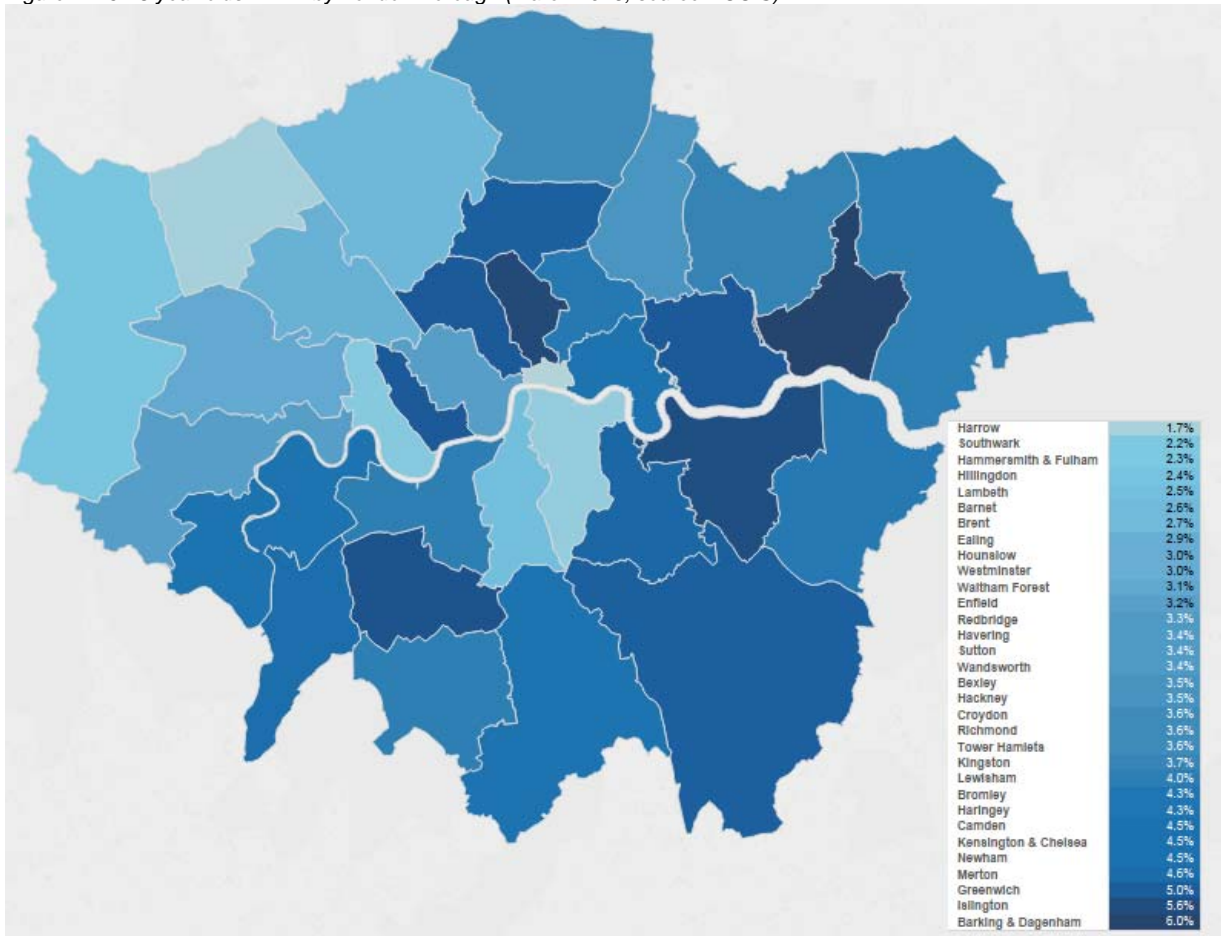 Harrow 1.7%
Southwark 2.2%
Hammersmith & Fulham 2.3%
Hillingdon 2.4%
Lambeth 2.5%
Barnet 2.6%
Brent 2.7%
Ealing 2.9%
Hounslow 3.0%
Westminster 3.0%
Waltham Forest 3.1%
Enfield 3.2%
Redbridge 3.3%
Havering 3.4%
Sutton 3.4%
Wandsworth 3.4%
Bexley 3.5%
Hackney 3.5%
Croydon 3.6%
Richmond 3.6%
Tower Hamlets 3.6%
Kingston 3.7%
Lewisham 4.0%
Bromley 4.3%
Haringey 4.3%
Camden 4.5%
Kensington & Chelsea 4.5%
Newham 4.5%
Merton 4.6%
Greenwich 5.0%
Islington 5.6%
Barking & Dagenham 6.0%